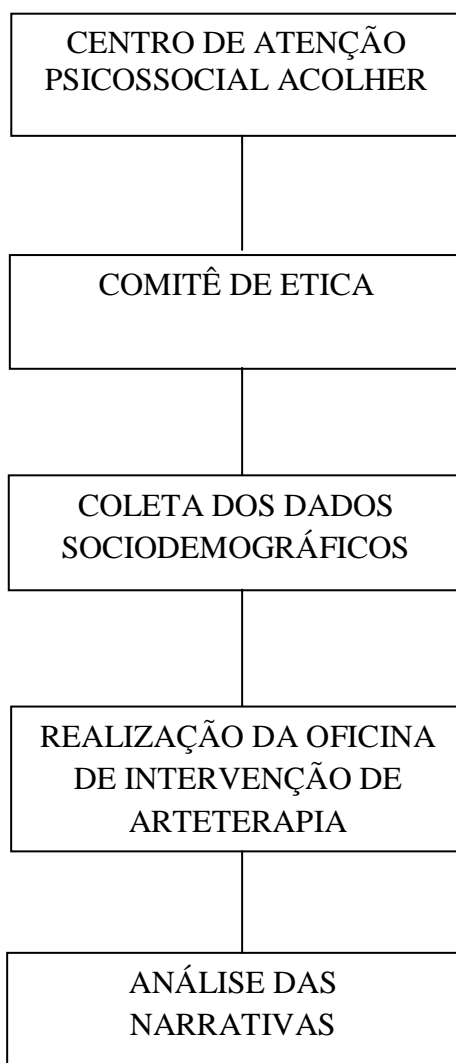 CENTRO DE ATENÇÃO
PSICOSSOCIAL ACOLHER
COMITÊ DE ETICA
COLETA DOS DADOS
SOCIODEMOGRÁFICOS
REALIZAÇÃO DA OFICINA
DE INTERVENÇÃO DE
ARTETERAPIA
ANÁLISE DAS
NARRATIVAS